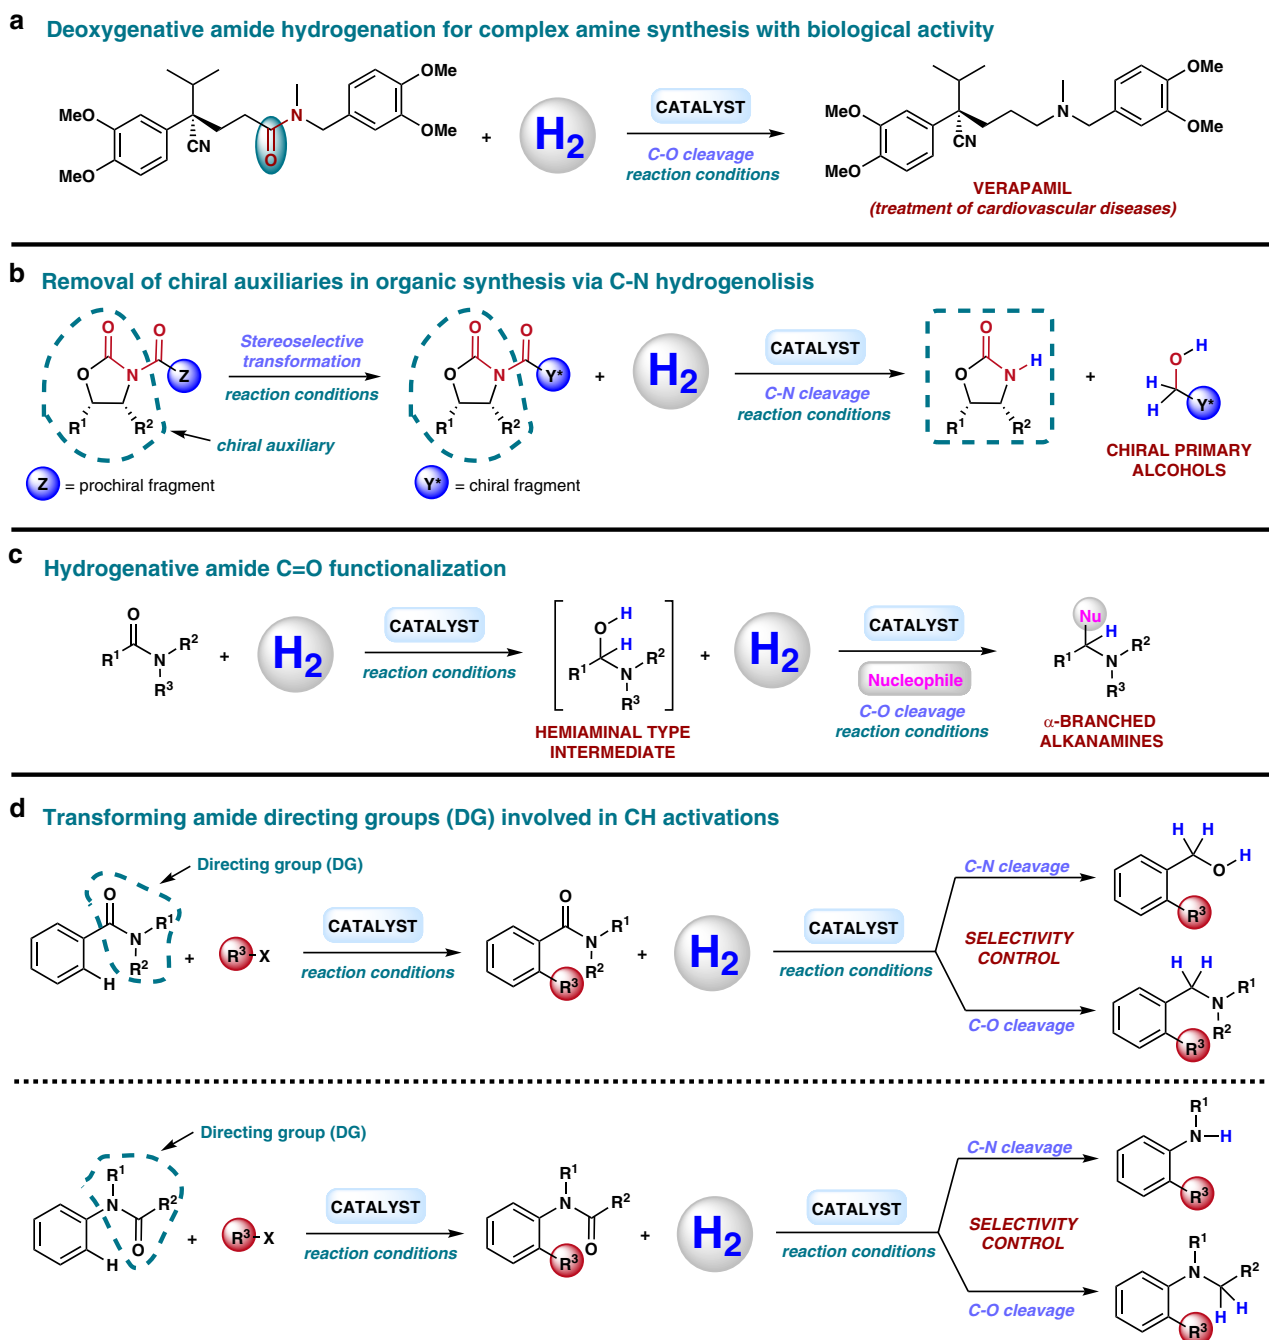 a Deoxygenative amide hydrogenation for complex amine synthesis with biological activity
MeO
MeO
CN
O
N
OMe
OMe
+
H2
CATALYST
C-O cleavage
reaction conditions
MeO
MeO
CN
N
OMe
OMe
VERAPAMIL
(treatment of cardiovascular diseases)
b Removal of chiral auxiliaries in organic synthesis via C-N hydrogenolisis
O
O
O
N
Z
R1
R2
chiral auxiliary
Stereoselective
transformation
reaction conditions
O
O
O
N
Y*
R1
R2
+
H2
CATALYST
C-N cleavage
reaction conditions
O
O
N
H
R1
R2
+
O
H
H
H
Y*
CHIRAL PRIMARY
ALCOHOLS
Z = prochiral fragment
Y* = chiral fragment
c Hydrogenative amide C=O functionalization
O
R1
N
R2
R3
+
H2
CATALYST
reaction conditions
H
O
H
R1
N
R2
R3
HEMIAMINAL TYPE
INTERMEDIATE
+
H2
CATALYST
Nucleophile
C-O cleavage
reaction conditions
Nu
H
R1
N
R2
R3
α-BRANCHED
ALKANAMINES
d Transforming amide directing groups (DG) involved in CH activations
Directing group (DG)
O
N
R1
R2
H
+
R3-X
CATALYST
reaction conditions
O
N
R1
R2
R3
+
H2
CATALYST
reaction conditions
C-N cleavage
SELECTIVITY
CONTROL
C-O cleavage
H
H
O
H
R3
H
H
N
R1
R2
R3
Directing group (DG)
R1
N
R2
O
H
+
R3-X
CATALYST
reaction conditions
R1
N
R2
O
R3
+
H2
CATALYST
reaction conditions
C-N cleavage
SELECTIVITY
CONTROL
C-O cleavage
R1
N-H
R3
R1
N
R2
H
H
R3